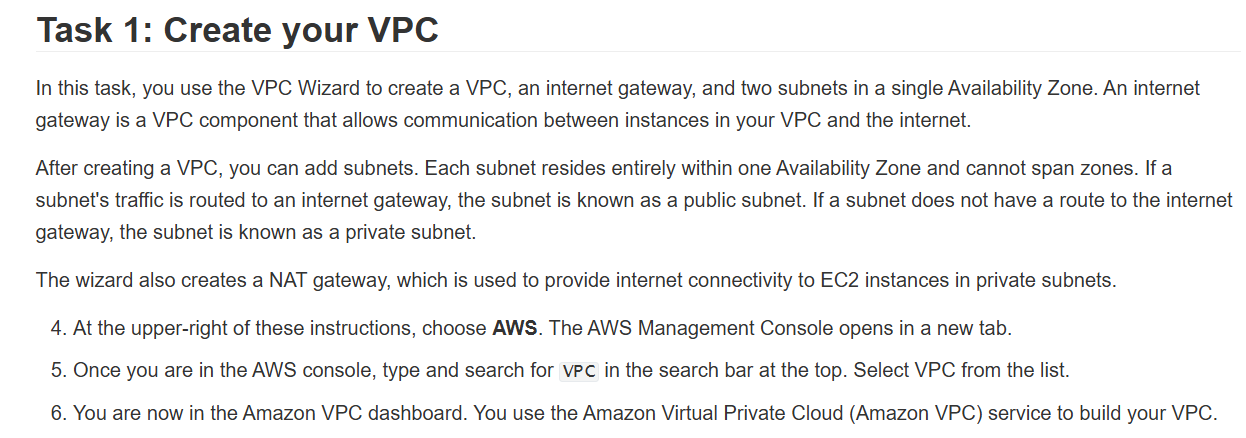 Task 1: Create your VPC
In this task, you use the VPC Wizard to create a VPC, an internet gateway, and two subnets in a single Availability Zone. An internet
gateway is a VPC component that allows communication between instances in your VPC and the internet.
After creating a VPC, you can add subnets. Each subnet resides entirely within one Availability Zone and cannot span zones. If a
subnet's traffic is routed to an internet gateway, the subnet is known as a public subnet. If a subnet does not have a route to the internet
gateway, the subnet is known as a private subnet.
The wizard also creates a NAT gateway, which is used to provide internet connectivity to EC2 instances in private subnets.
4. At the upper-right of these instructions, choose AWS. The AWS Management Console opens in a new tab.
5. Once you are in the AWS console, type and search for VPC in the search bar at the top. Select VPC from the list.
6. You are now in the Amazon VPC dashboard. You use the Amazon Virtual Private Cloud (Amazon VPC) service to build your VPC.